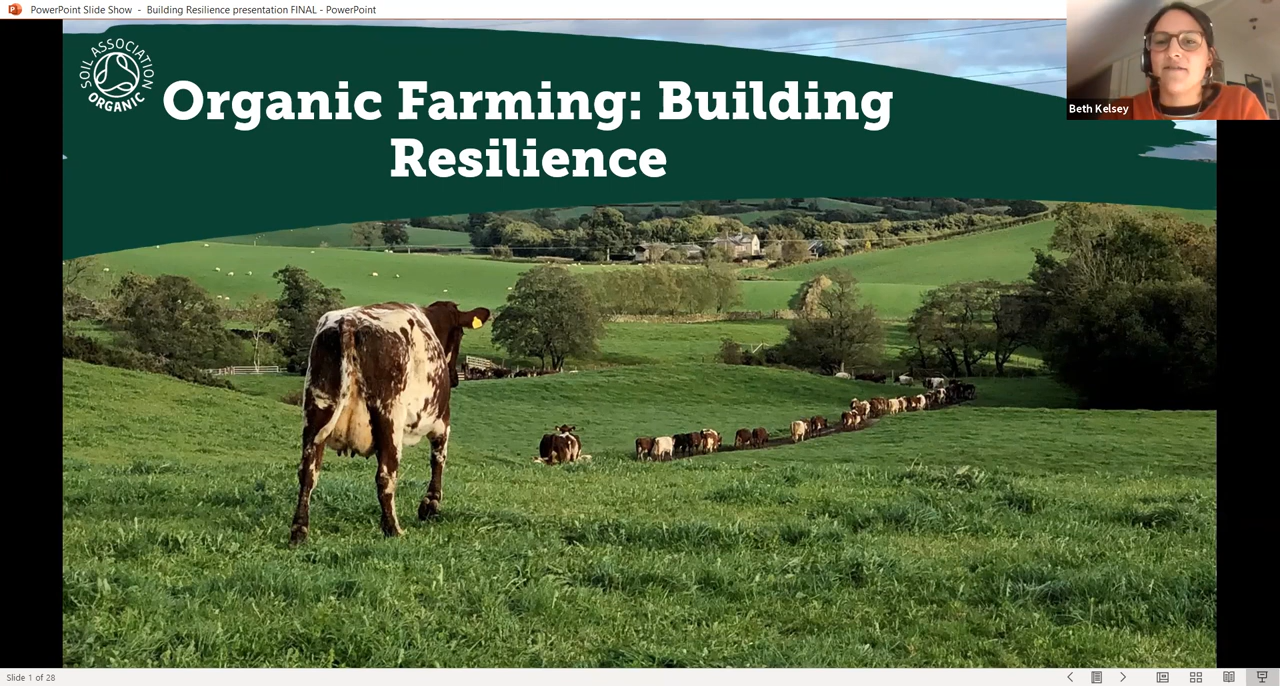 PowerPoint Slide Show - Building Resilience presentation FINAL - PowerPoint
SOIL ASSOCIATION
ORGANIC
Organic Farming: Building
Resilience
Beth Kelsey
Slide 1 of 28